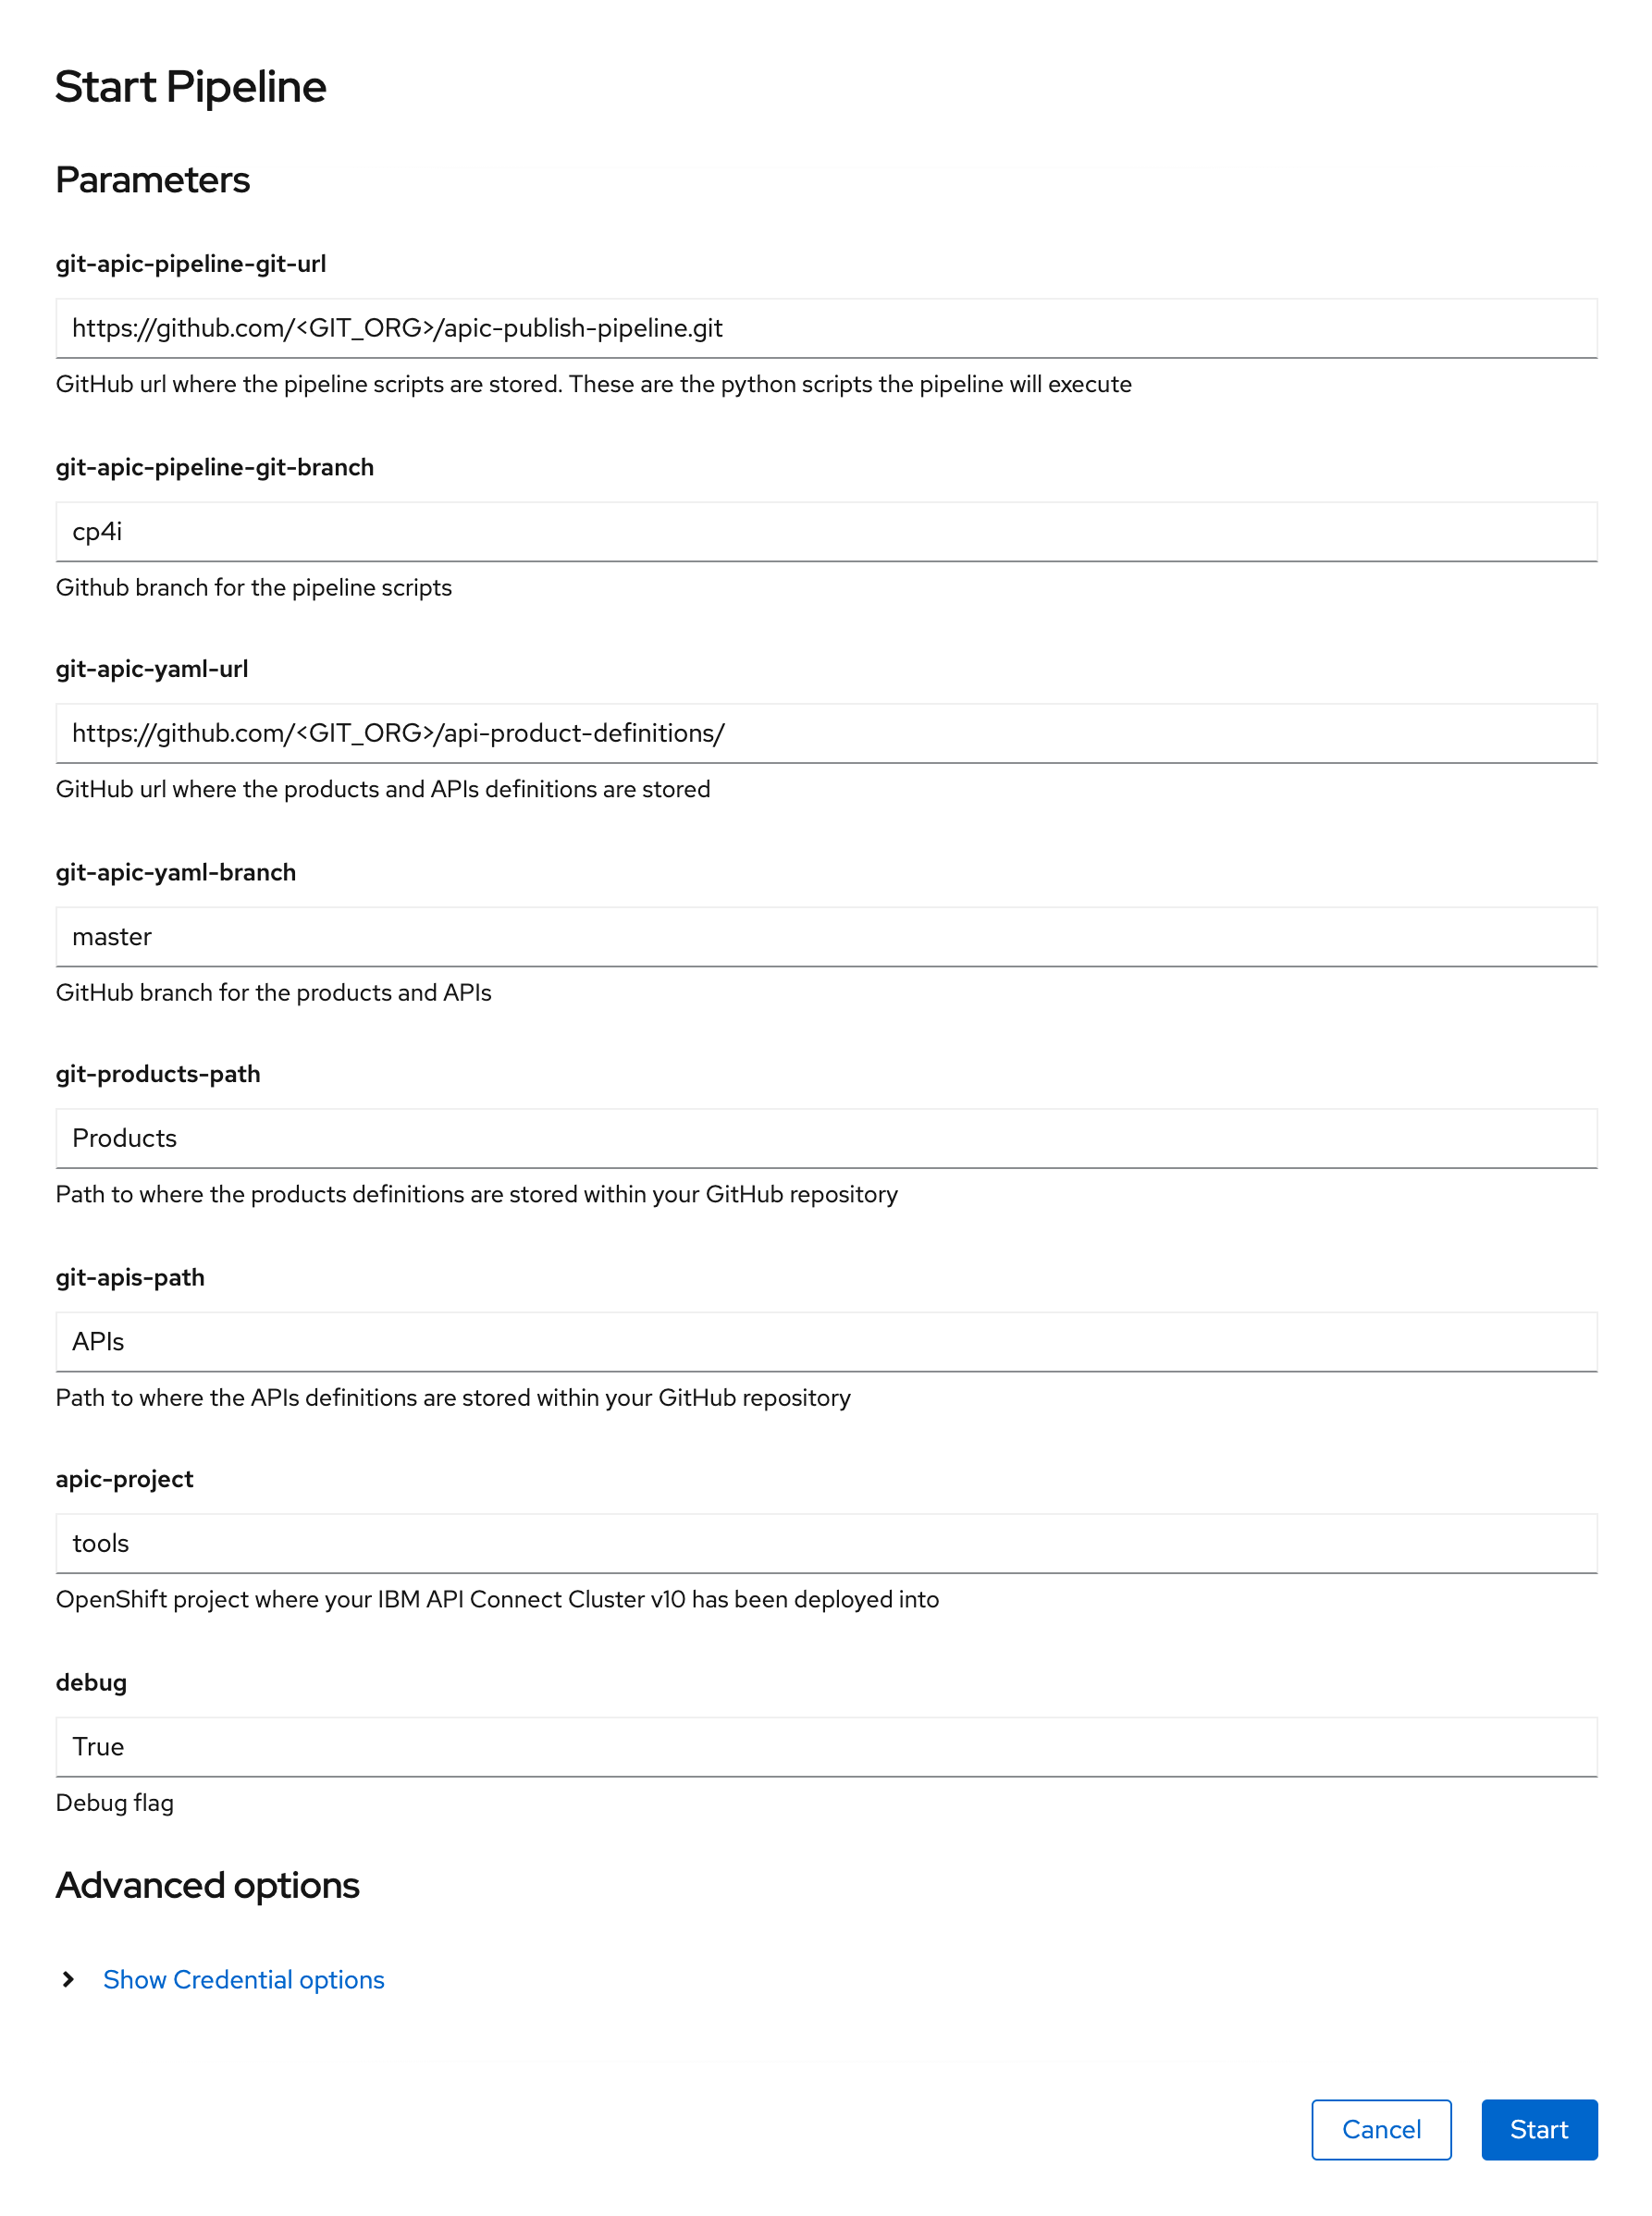 Start Pipeline
Parameters
git-apic-pipeline-git-url
https://github.com/<GIT_ORG>/apic-publish-pipeline.git
GitHub url where the pipeline scripts are stored. These are the python scripts the pipeline will execute
git-apic-pipeline-git-branch
cp4i
Github branch for the pipeline scripts
git-apic-yaml-url
https://github.com/<GIT_ORG>/api-product-definitions/
GitHub url where the products and APIs definitions are stored
git-apic-yaml-branch
master
GitHub branch for the products and APIs
git-products-path
Products
Path to where the products definitions are stored within your GitHub repository
git-apis-path
APIs
Path to where the APIs definitions are stored within your GitHub repository
apic-project
tools
OpenShift project where your IBM API Connect Cluster v10 has been deployed into
debug
True
Debug flag
Advanced options
Show Credential options
Cancel Start